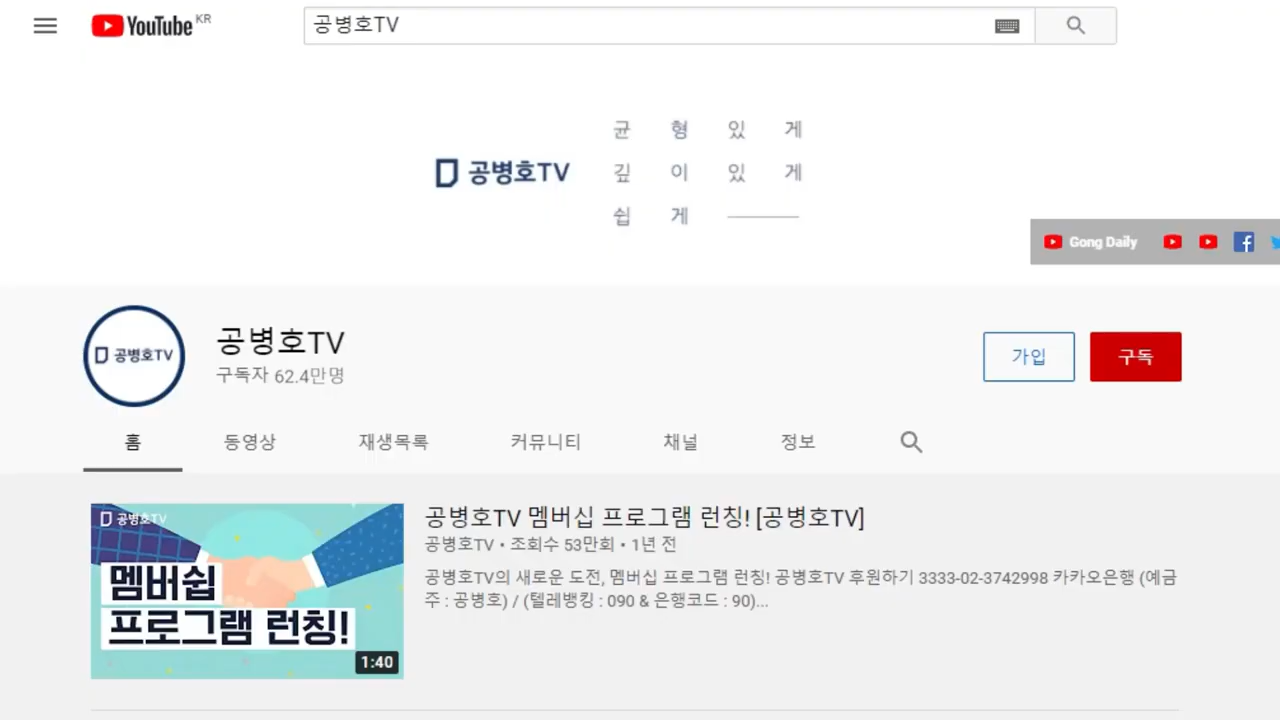 YouTube KR
공병호TV
균형있게
공병호TV 깊이있게
쉽게
Gong Daily
공병호TV
공병호TV
구독자 62.4만명
가입 구독
홈 동영상 재생목록 커뮤니티 채널 정보
공병호TV
멤버쉽
프로그램 런칭!
1:40
공병호TV 멤버십 프로그램 런칭! [공병호TV]
공병호TV • 조회수 53만회 • 1년 전
공병호TV의 새로운 도전, 멤버십 프로그램 런칭! 공병호TV 후원하기 3333-02-3742998 카카오은행 (예금
주 : 공병호) / (텔레뱅킹 : 090 & 은행코드 : 90)...